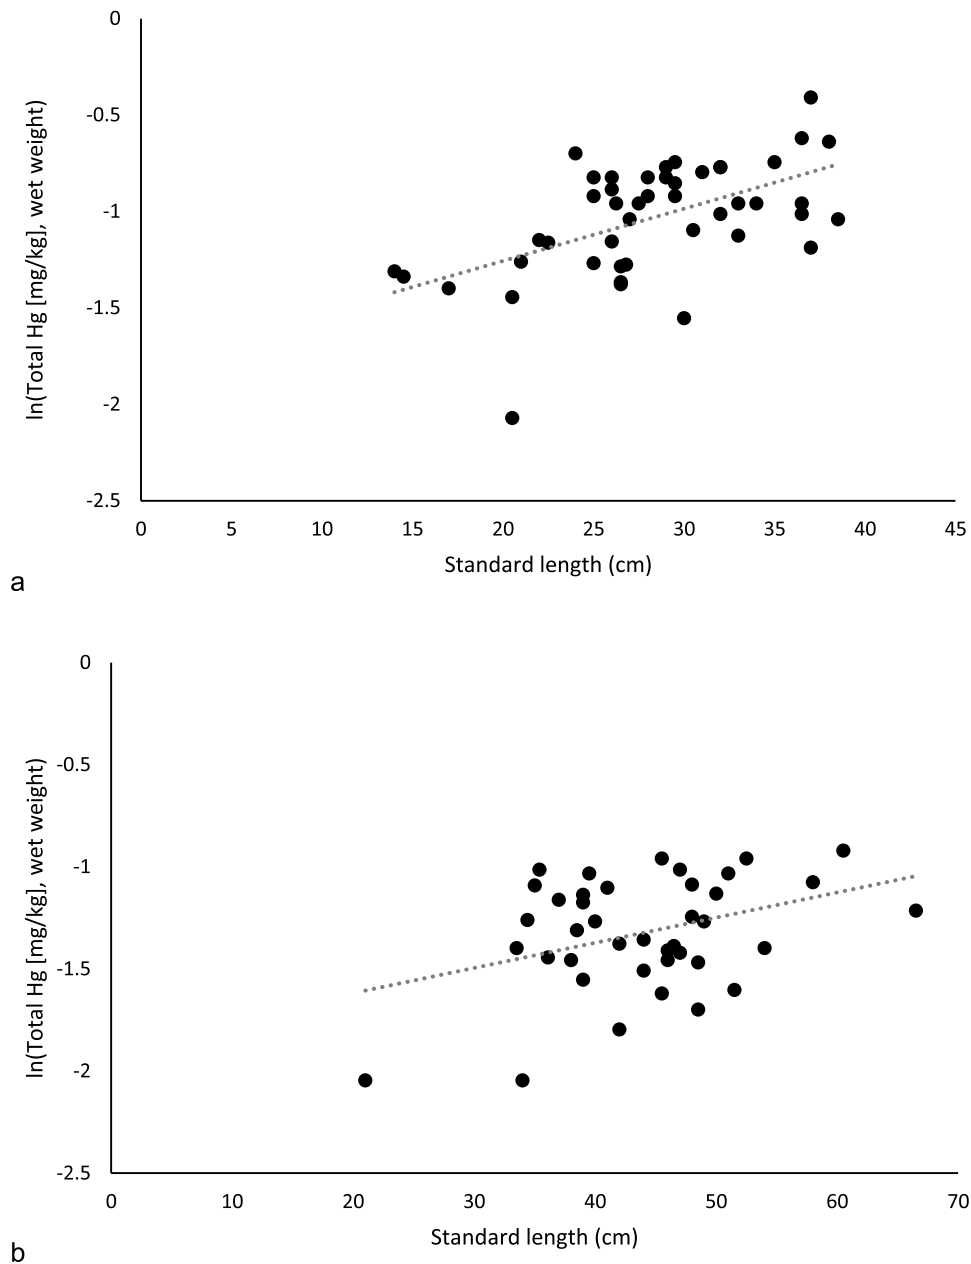 0
-0.5
-1
-1.5
-2
-2.5
ln(Total Hg [mg/kg], wet weight)
0 5 10 15 20 25 30 35 40 45
Standard length (cm)
a
0
-0.5
-1
-1.5
-2
-2.5
ln(Total Hg [mg/kg], wet weight)
0 10 20 30 40 50 60 70
Standard length (cm)
b